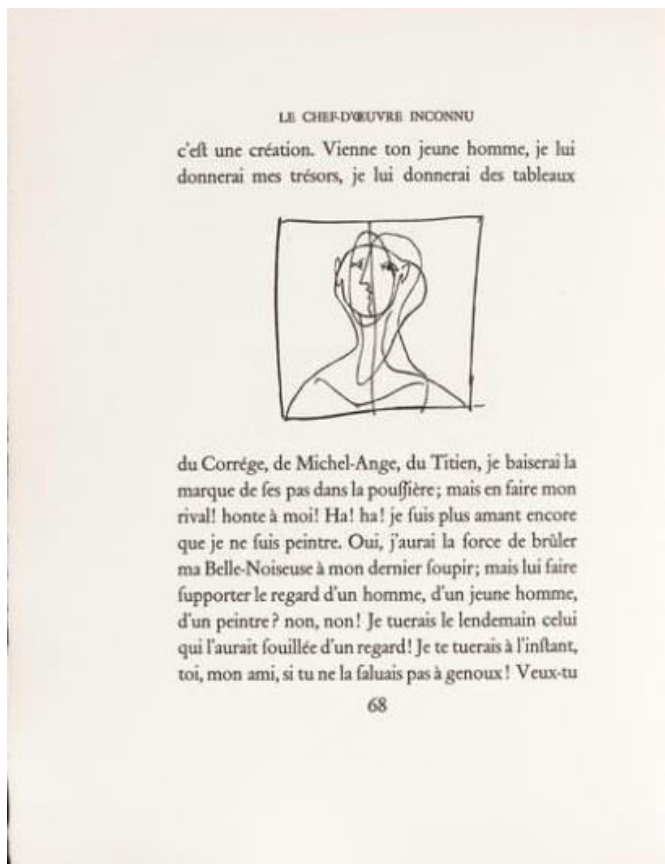 LE CHEF-D'ŒUVRE INCONNU
c'eſt une création. Vienne ton jeune homme, je lui
donnerai mes tréſors, je lui donnerai des tableaux
du Corrége, de Michel-Ange, du Titien, je baiſerai la
marque de ſes pas dans la pouſſière; mais en faire mon
rival! honte à moi! Ha! ha! je ſuis plus amant encore
que je ne ſuis peintre. Oui, j'aurai la force de brûler
ma Belle-Noiſeuſe à mon dernier ſoupir; mais lui faire
ſupporter le regard d'un homme, d'un jeune homme,
d'un peintre? non, non! Je tuerais le lendemain celui
qui l'aurait ſouillée d'un regard! Je te tuerais à l'inſtant,
toi, mon ami, si tu ne la ſaluais pas à genoux! Veux-tu
68